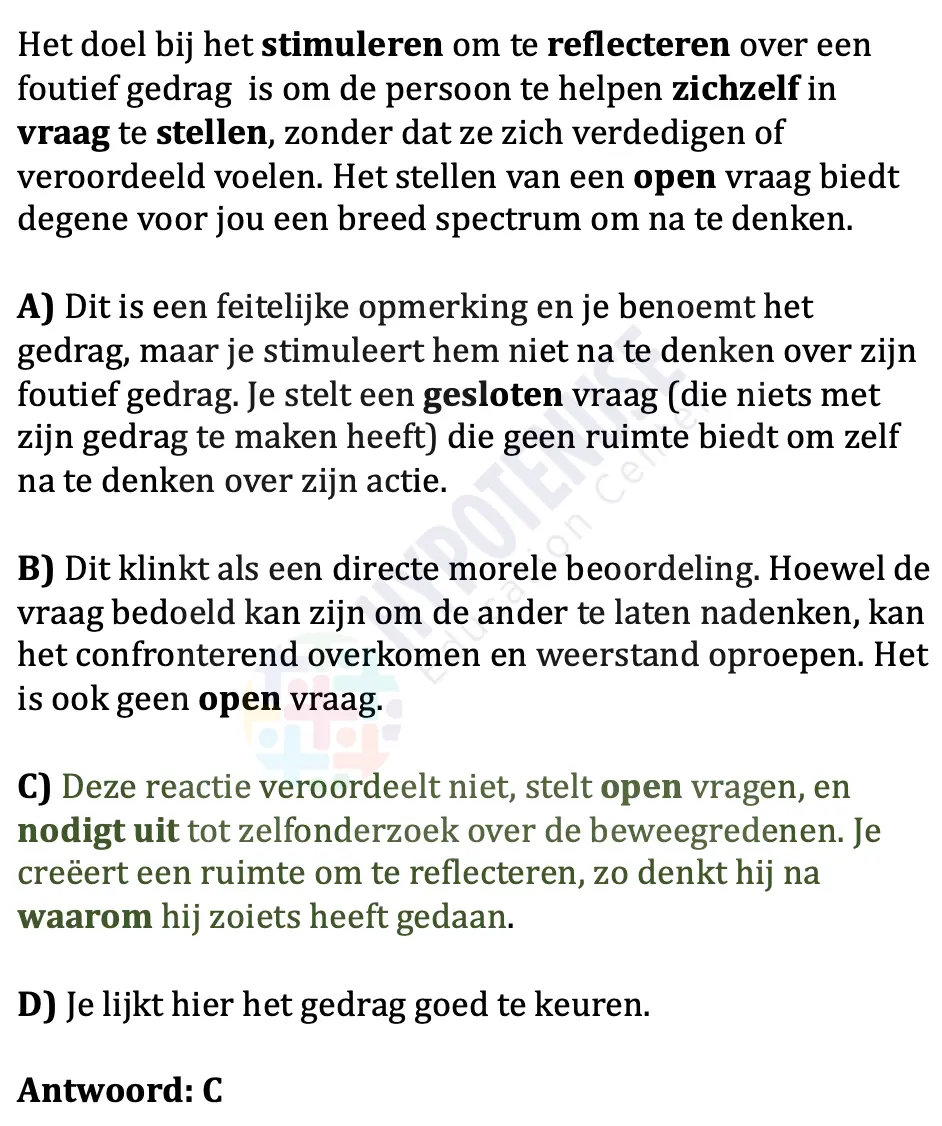 Het doel bij het stimuleren om te reflecteren over een
foutief gedrag is om de persoon te helpen zichzelf in
vraag te stellen, zonder dat ze zich verdedigen of
veroordeeld voelen. Het stellen van een open vraag biedt
degene voor jou een breed spectrum om na te denken.
A) Dit is een feitelijke opmerking en je benoemt het
gedrag, maar je stimuleert hem niet na te denken over zijn
foutief gedrag. Je stelt een gesloten vraag (die niets met
zijn gedrag te maken heeft) die geen ruimte biedt om zelf
na te denken over zijn actie.
B) Dit klinkt als een directe morele beoordeling. Hoewel de
vraag bedoeld kan zijn om de ander te laten nadenken, kan
het confronterend overkomen en weerstand oproepen. Het
is ook geen open vraag.
C) Deze reactie veroordeelt niet, stelt open vragen, en
nodigt uit tot zelfonderzoek over de beweegredenen. Je
creëert een ruimte om te reflecteren, zo denkt hij na
waarom hij zoiets heeft gedaan.
D) Je lijkt hier het gedrag goed te keuren.
Antwoord: C
HYPOTENUSE
Education Center